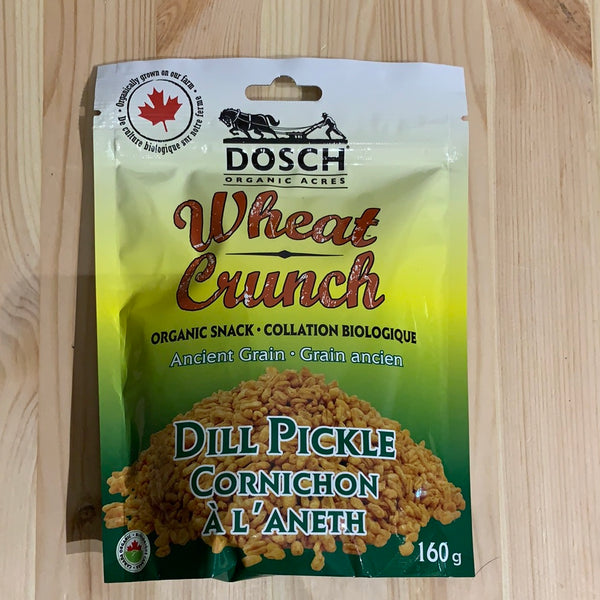 • Organically grown on our farm •
De culture biologique sur notre ferme
DOSCH
ORGANIC ACRES
Wheat
Crunch
ORGANIC SNACK • COLLATION BIOLOGIQUE
Ancient Grain • Grain ancien
DILL PICKLE
CORNICHON
À L'ANETH
160 g